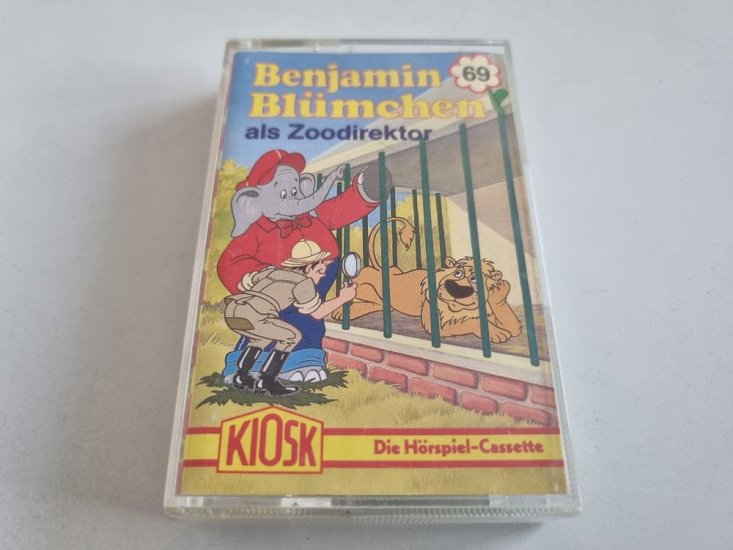 Benjamin
69
Blümchen
als Zoodirektor
KIOSK
Die Hörspiel-Cassette